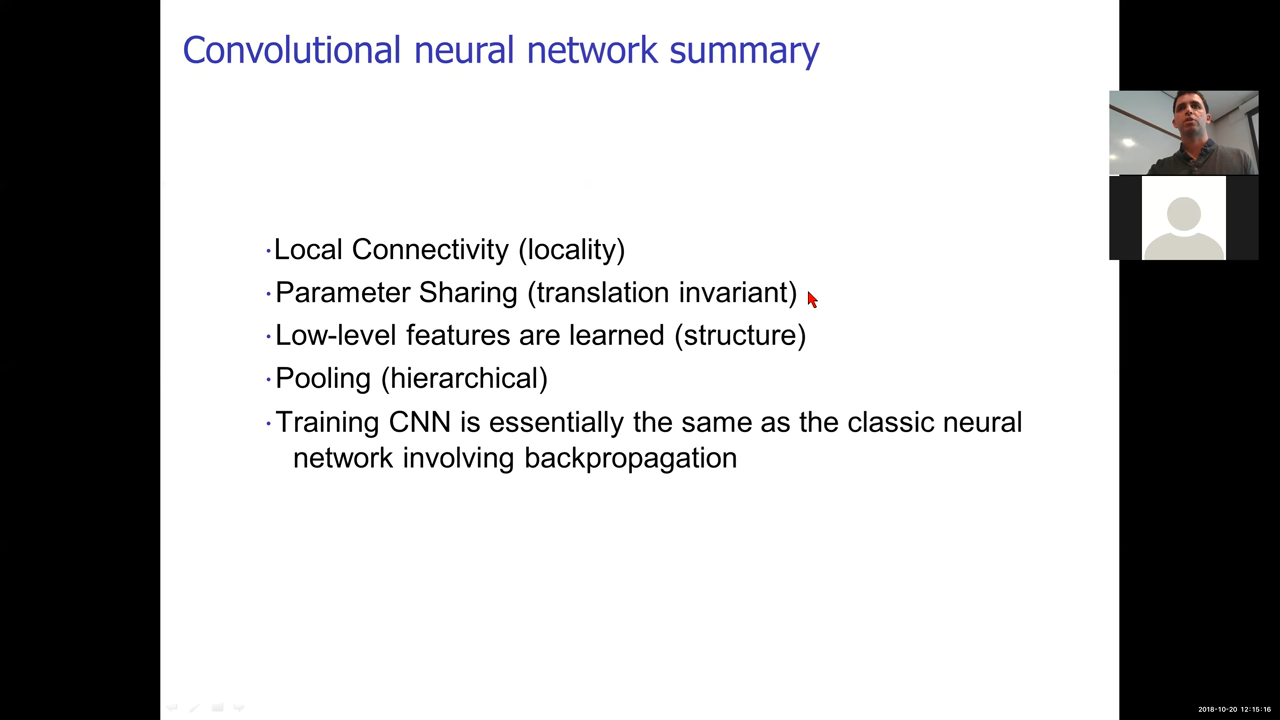 Convolutional neural network summary
·Local Connectivity (locality)
·Parameter Sharing (translation invariant)
·Low-level features are learned (structure)
·Pooling (hierarchical)
·Training CNN is essentially the same as the classic neural
network involving backpropagation
2018-10-20 12:15:16